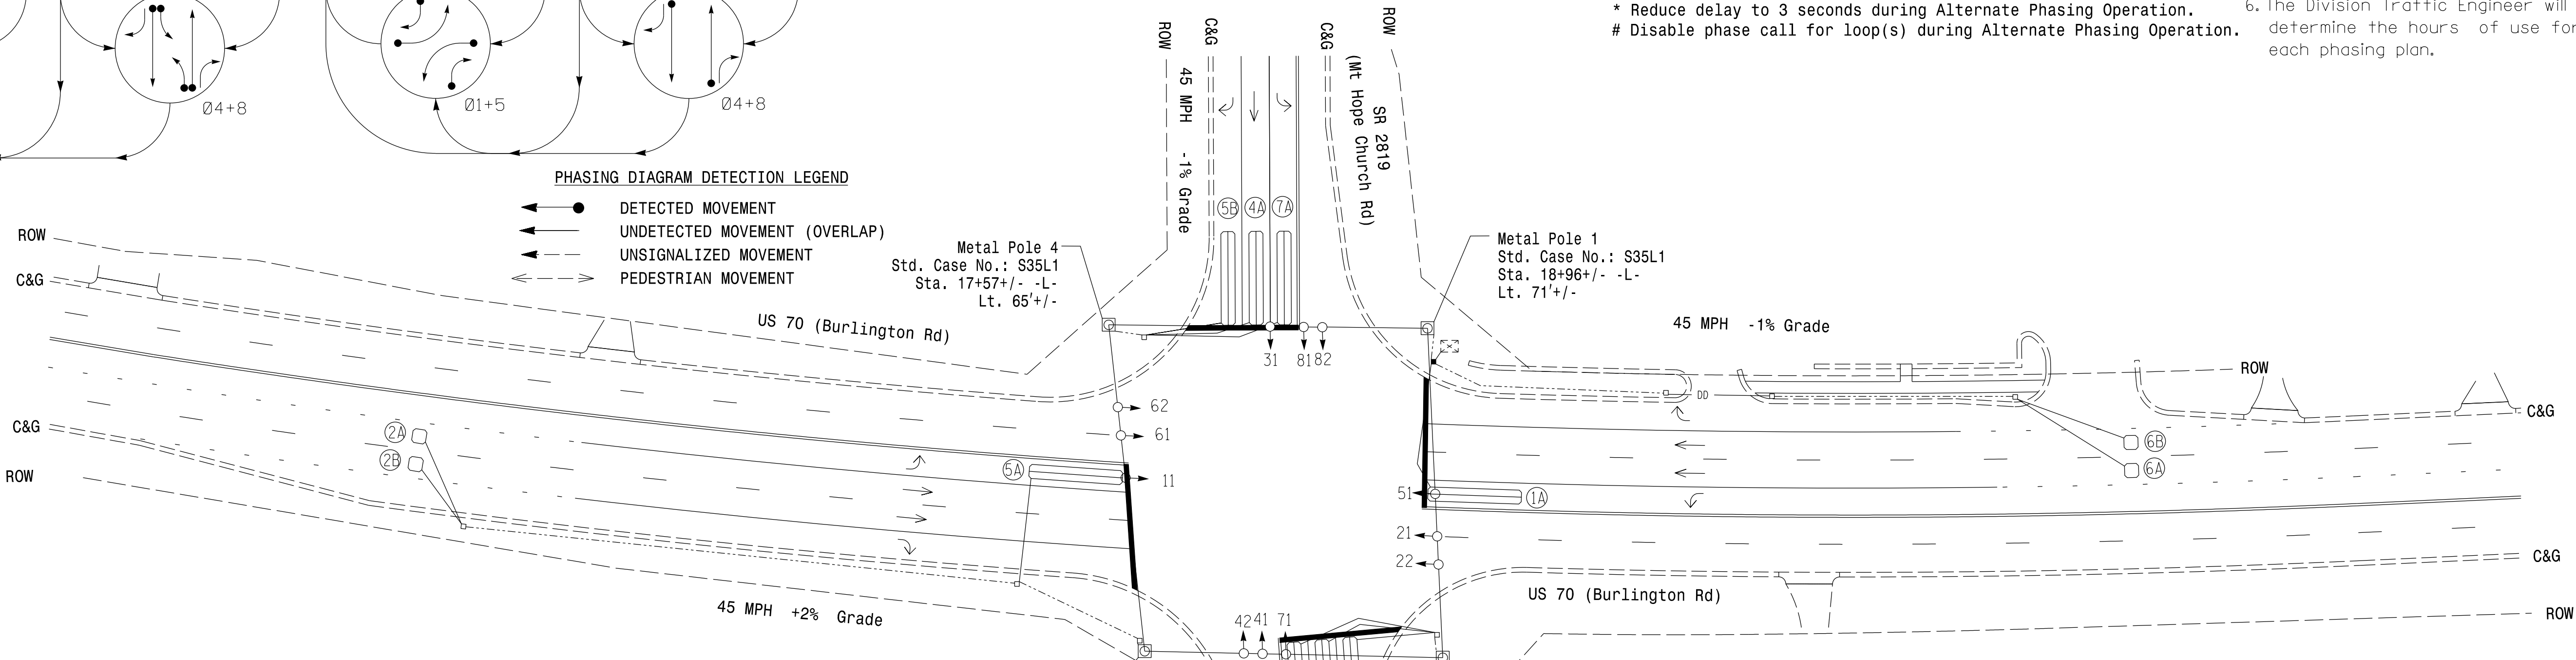 * Reduce delay to 3 seconds during Alternate Phasing Operation.
# Disable phase call for loop(s) during Alternate Phasing Operation.
6. The Division Traffic Engineer will
determine the hours of use for
each phasing plan.
Ø4+8
Ø1+5
Ø4+8
PHASING DIAGRAM DETECTION LEGEND
DETECTED MOVEMENT
UNDETECTED MOVEMENT (OVERLAP)
UNSIGNALIZED MOVEMENT
PEDESTRIAN MOVEMENT
ROW
C&G
C&G
ROW
45 MPH -1% Grade
SR 2819
(Mt Hope Church Rd)
5B
4A
7A
Metal Pole 4
Std. Case No.: S35L1
Sta. 17+57+/- -L-
Lt. 65'+/-
Metal Pole 1
Std. Case No.: S35L1
Sta. 18+96+/- -L-
Lt. 71'+/-
ROW
C&G
US 70 (Burlington Rd)
45 MPH -1% Grade
31
81
82
ROW
DD
62
61
C&G
C&G
2A
2B
6B
6A
5A
11
51
1A
ROW
21
22
C&G
US 70 (Burlington Rd)
45 MPH +2% Grade
42
41
71
ROW